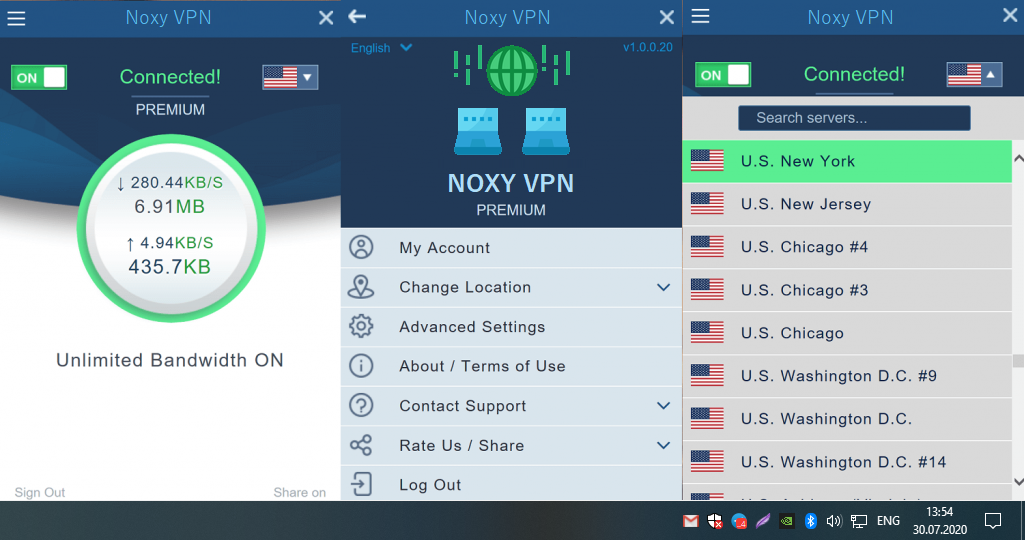 Noxy VPN
ON
Connected!
PREMIUM
↓ 280.44KB/S
6.91MB
↑ 4.94KB/S
435.7KB
Unlimited Bandwidth ON
Sign Out
Share on
Noxy VPN
English
v1.0.0.20
NOXY VPN
PREMIUM
My Account
Change Location
Advanced Settings
About / Terms of Use
Contact Support
Rate Us / Share
Log Out
Noxy VPN
ON
Connected!
Search servers...
U.S. New York
U.S. New Jersey
U.S. Chicago #4
U.S. Chicago #3
U.S. Chicago
U.S. Washington D.C. #9
U.S. Washington D.C.
U.S. Washington D.C. #14
ENG
13:54
30.07.2020